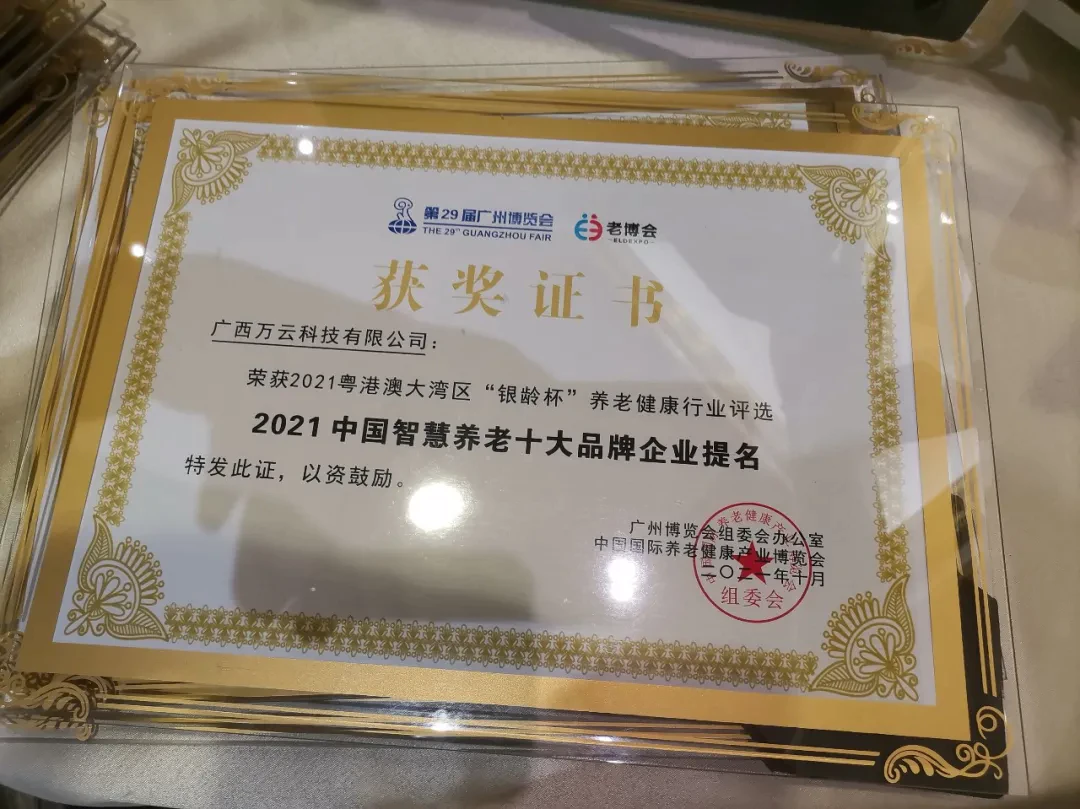 第29届广州博览会
THE 29TH GUANGZHOU FAIR
老博会
ELDEXPO
获奖证书
广西万云科技有限公司：
荣获2021粤港澳大湾区“银龄杯”养老健康行业评选
2021中国智慧养老十大品牌企业提名
特发此证，以资鼓励。
广州博览会组委会办公室
中国国际养老健康产业博览会
二〇二一年十月
组委会